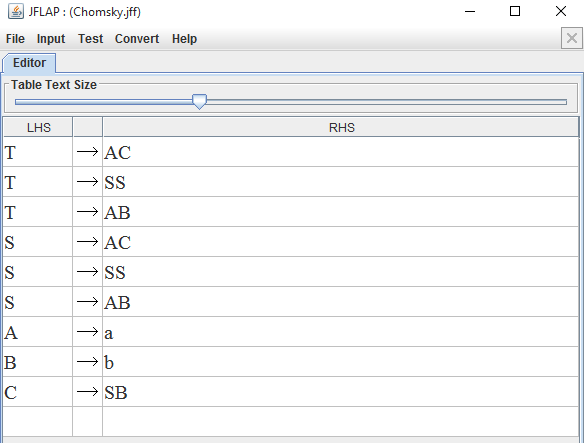 JFLAP : (Chomsky.jff)
File Input Test Convert Help
Editor
Table Text Size
LHS RHS
T → AC
T → SS
T → AB
S → AC
S → SS
S → AB
A → a
B → b
C → SB